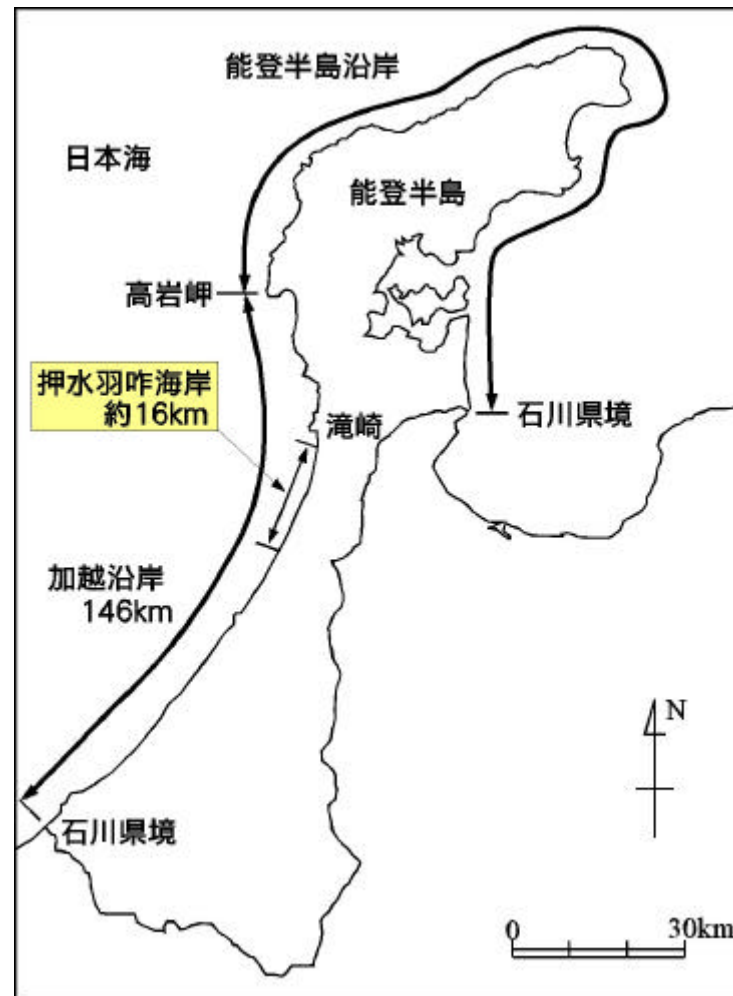 能登半島沿岸
日本海
能登半島
高岩岬
押水羽咋海岸
約16km
滝崎
石川県境
加越沿岸
146km
N
石川県境
0 30km